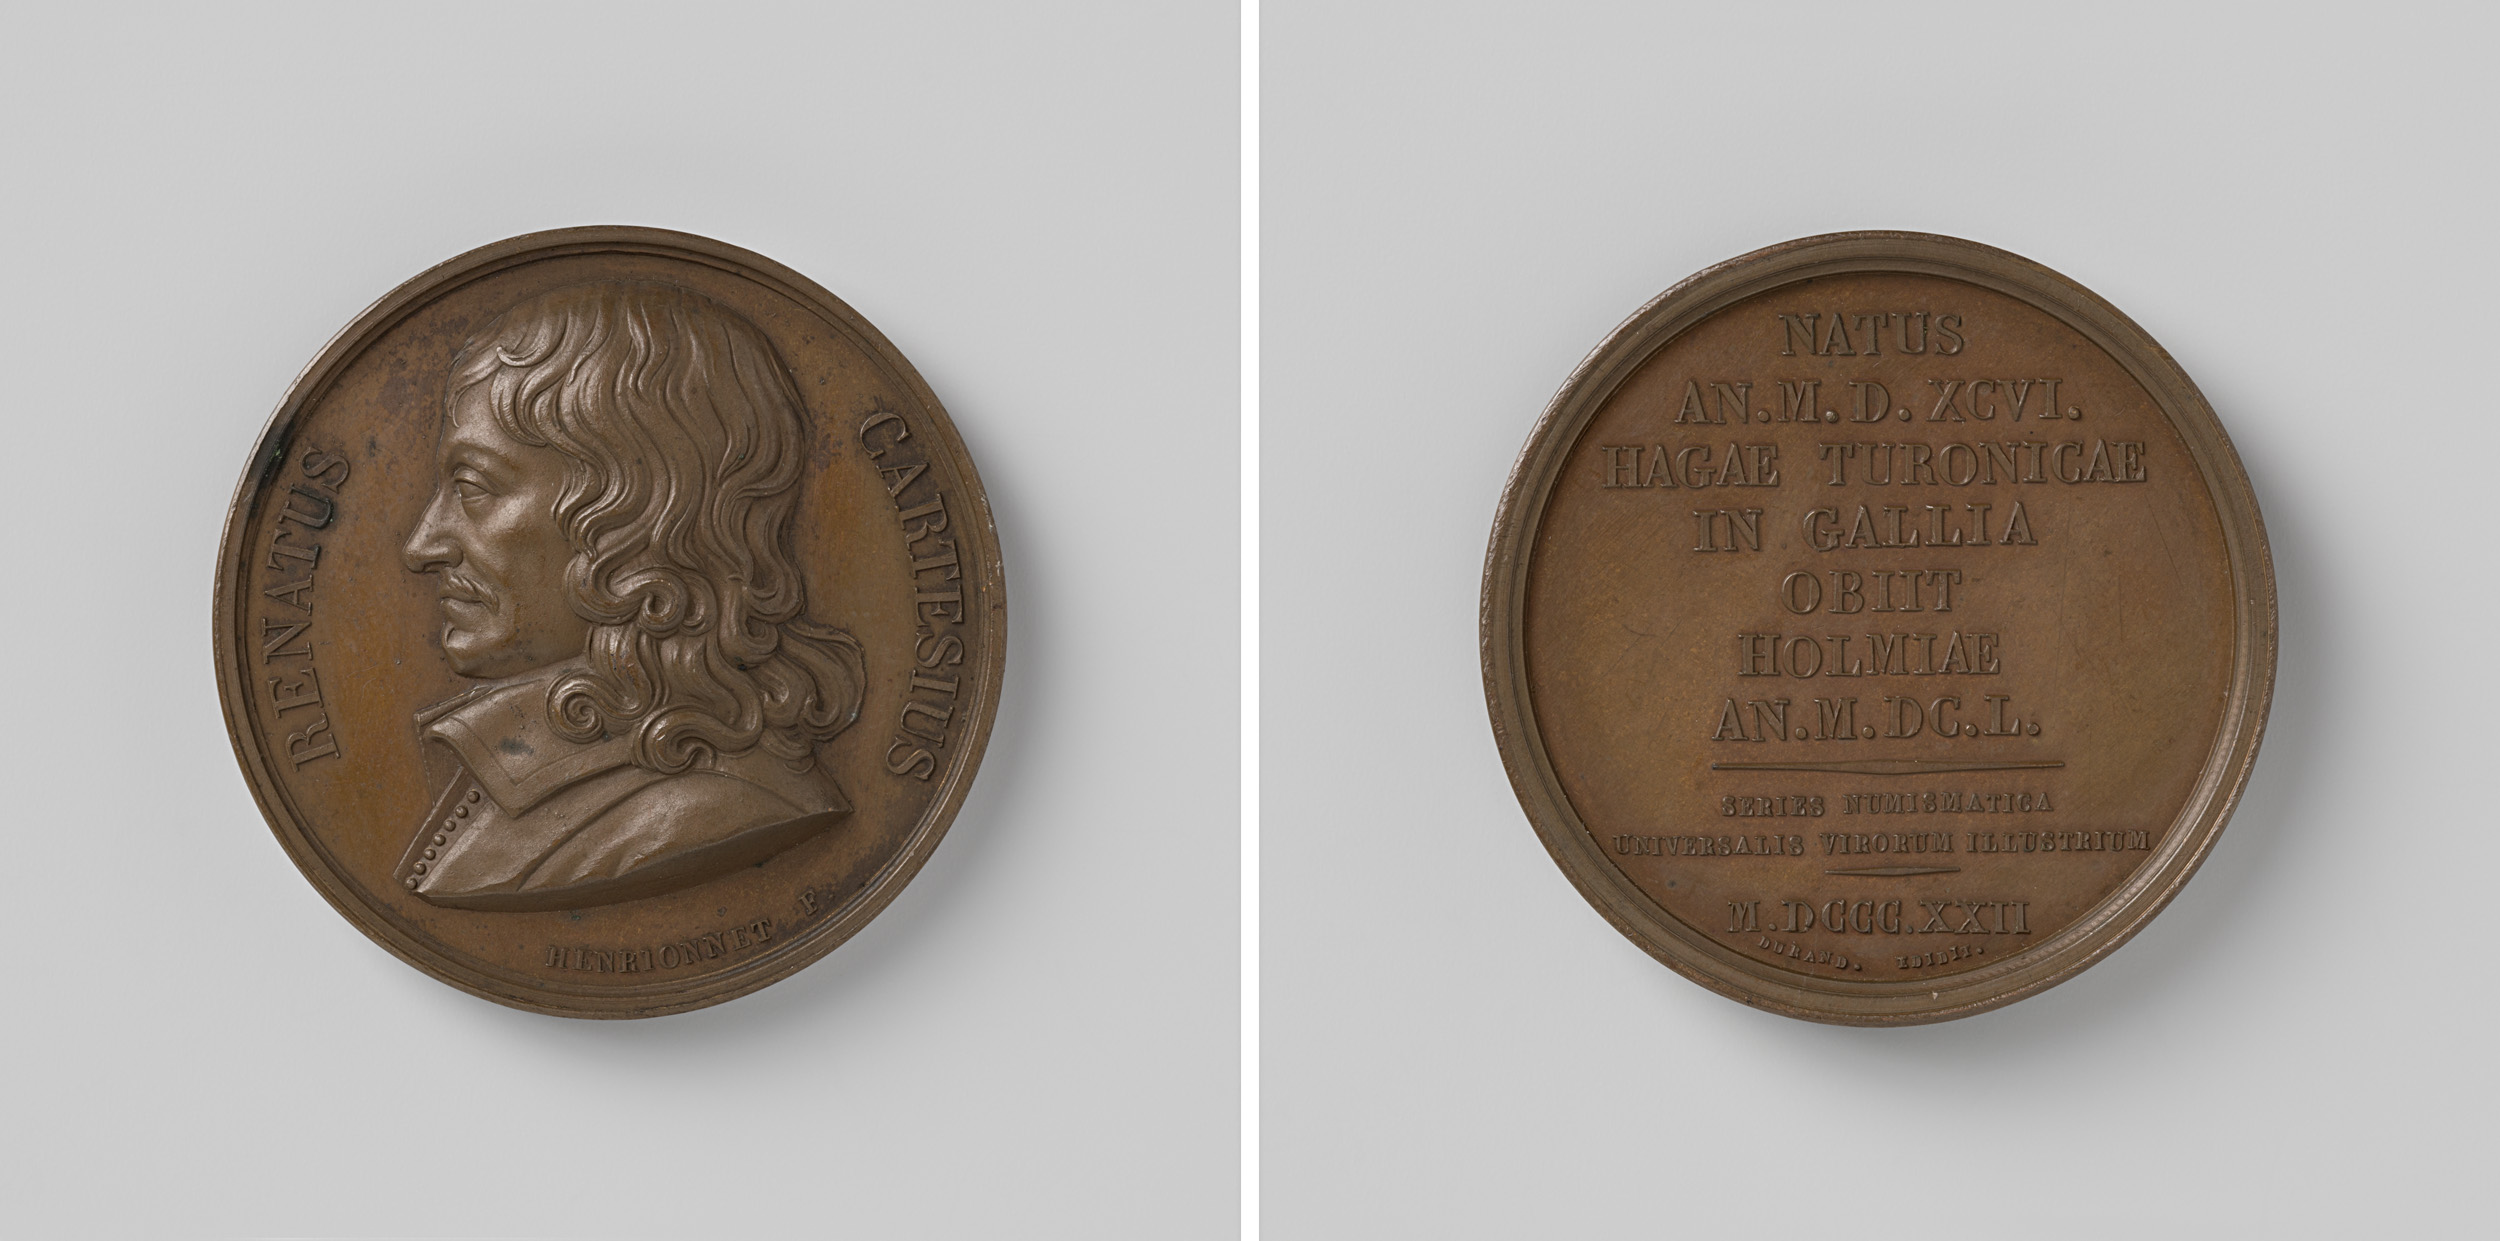 RENATUS
CARTESIUS
HENRIONNET F.
NATUS
AN. M. D. XCVI.
HAGAE TURONICAE
IN GALLIA
OBIIT
HOLMIAE
AN. M. DC. L.
SERIES NUMISMATICA
UNIVERSALIS VIRORUM ILLUSTRIUM
M. DCCC. XXII
DURAND. EDIDIT.